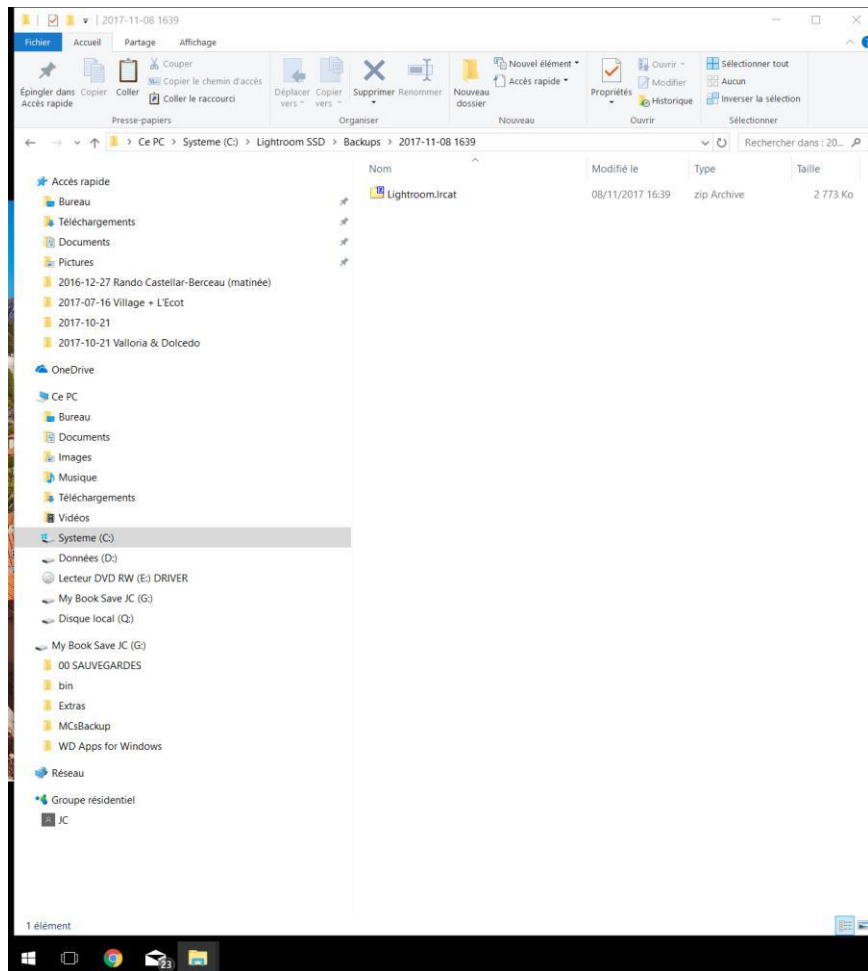 2017-11-08 1639
Fichier Accueil Partage Affichage
Épingler dans Accès rapide
Copier
Coller
Couper
Copier le chemin d'accès
Coller le raccourci
Presse-papiers
Déplacer vers
Copier vers
Supprimer
Renommer
Organiser
Nouveau dossier
Nouvel élément
Accès rapide
Nouveau
Propriétés
Ouvrir
Modifier
Historique
Ouvrir
Sélectionner tout
Aucun
Inverser la sélection
Sélectionner
Ce PC > Systeme (C:) > Lightroom SSD > Backups > 2017-11-08 1639
Rechercher dans : 20...
Nom Modifié le Type Taille
Lightroom.lrcat 08/11/2017 16:39 zip Archive 2 773 Ko
Accès rapide
Bureau
Téléchargements
Documents
Pictures
2016-12-27 Rando Castellar-Berceau (matinée)
2017-07-16 Village + L'Ecot
2017-10-21
2017-10-21 Valloria & Dolcedo
OneDrive
Ce PC
Bureau
Documents
Images
Musique
Téléchargements
Vidéos
Systeme (C:)
Données (D:)
Lecteur DVD RW (E:) DRIVER
My Book Save JC (G:)
Disque local (Q:)
My Book Save JC (G:)
00 SAUVEGARDES
bin
Extras
MCsBackup
WD Apps for Windows
Réseau
Groupe résidentiel
JC
1 élément
23